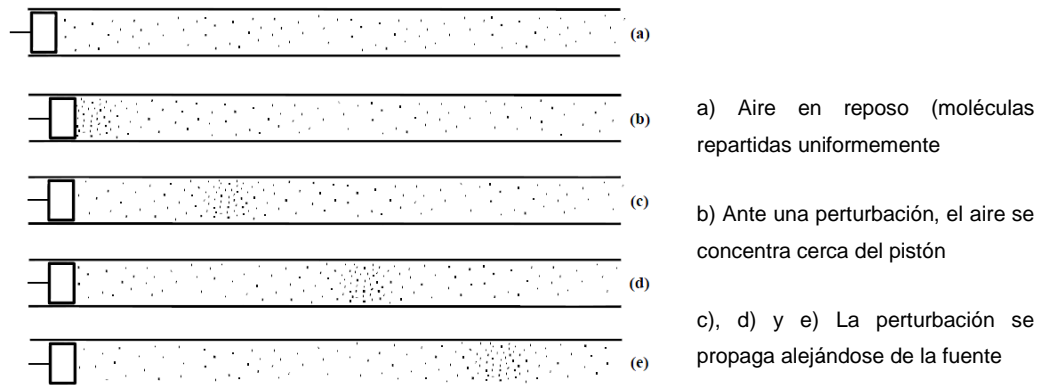 (a)
(b)
(c)
(d)
(e)
a) Aire en reposo (moléculas
repartidas uniformemente
b) Ante una perturbación, el aire se
concentra cerca del pistón
c), d) y e) La perturbación se
propaga alejándose de la fuente